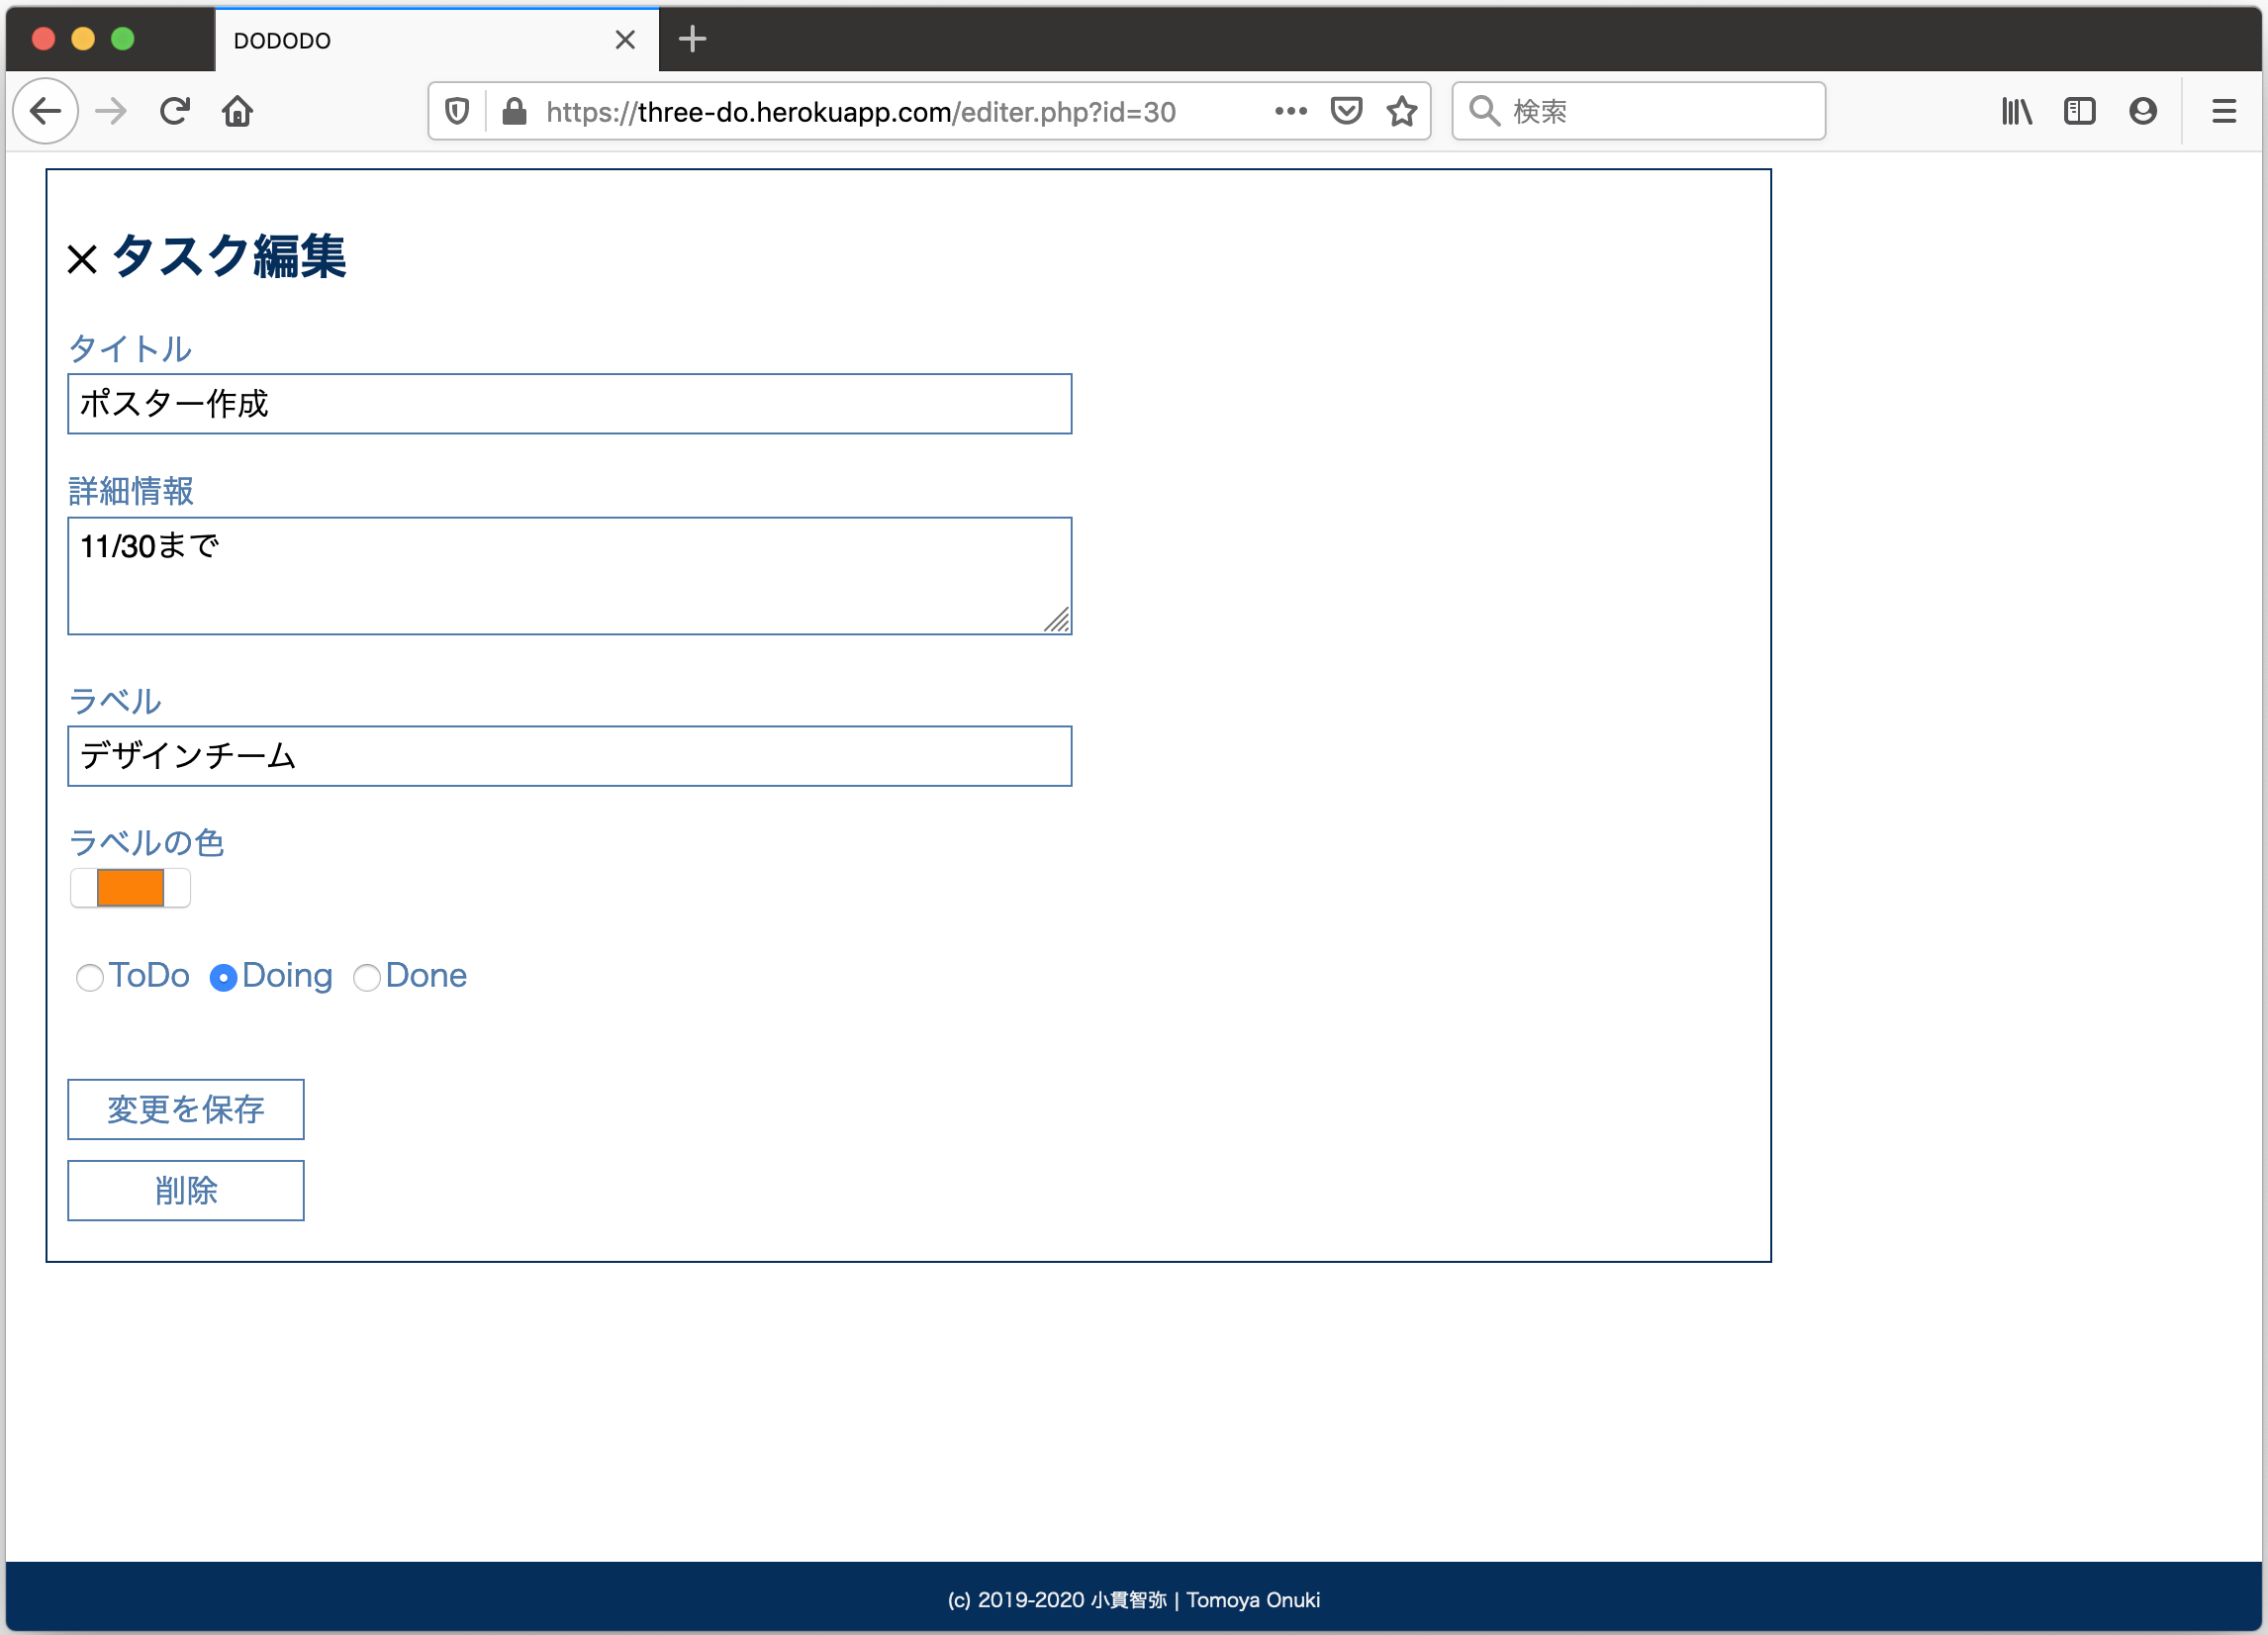 DODODO
https://three-do.herokuapp.com/editer.php?id=30
検索
タスク編集
タイトル
ポスター作成
詳細情報
11/30まで
ラベル
デザインチーム
ラベルの色
ToDo Doing Done
変更を保存
削除
(c) 2019-2020 小貫智弥 | Tomoya Onuki